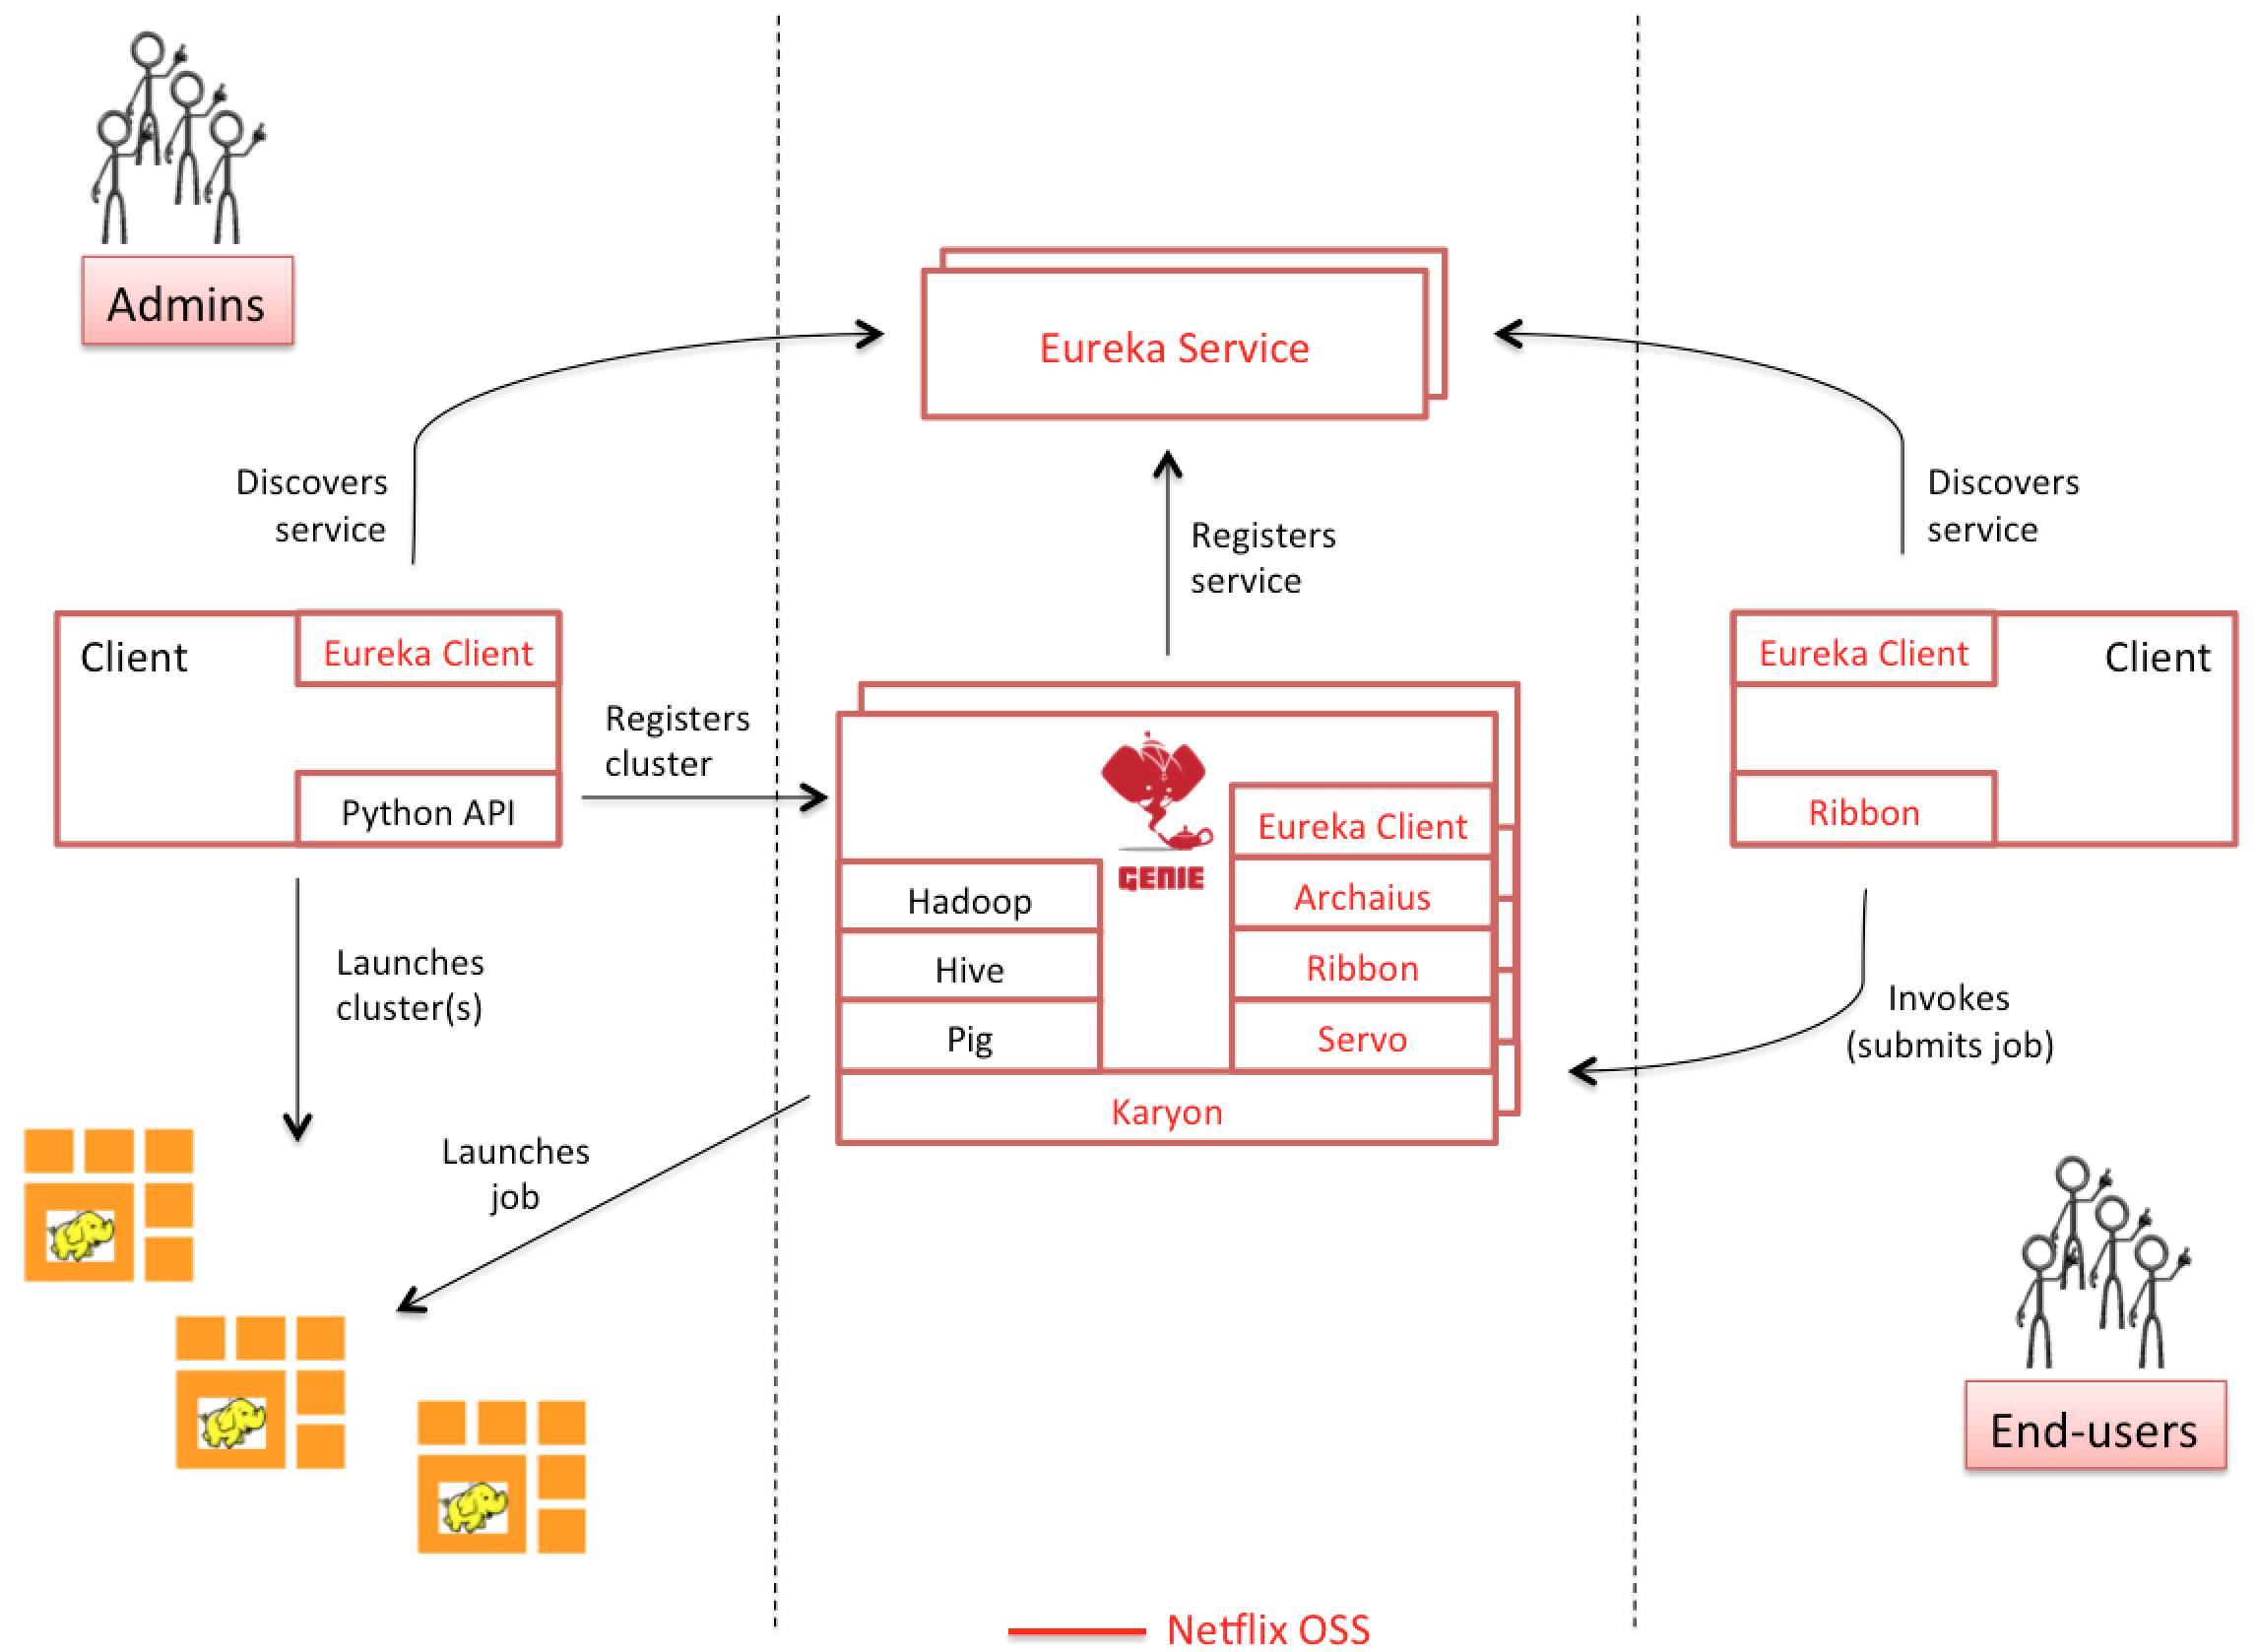 Admins
Eureka Service
Discovers
service
Discovers
service
Registers
service
Client
Eureka Client
Eureka Client
Client
Registers
cluster
Python API
Ribbon
GENIE
Eureka Client
Hadoop
Archaius
Hive
Ribbon
Pig
Servo
Karyon
Launches
cluster(s)
Invokes
(submits job)
Launches
job
End-users
Netflix OSS